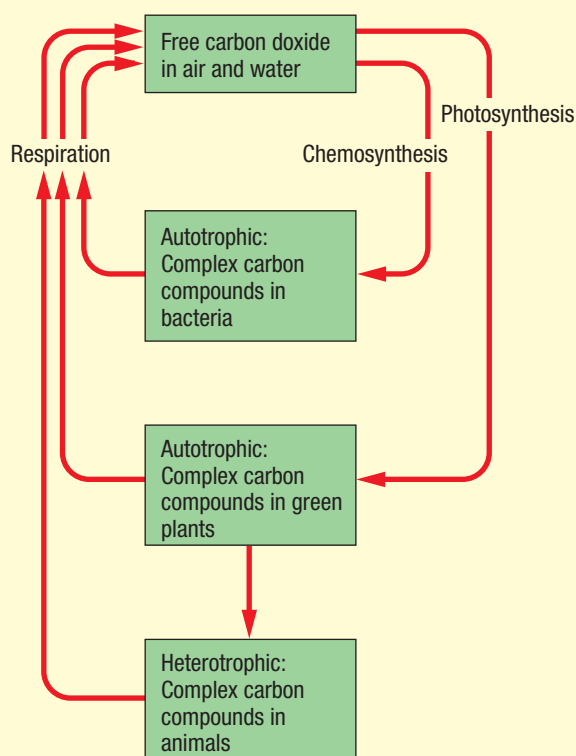 Free carbon doxide
in air and water
Photosynthesis
Respiration
Chemosynthesis
Autotrophic:
Complex carbon
compounds in
bacteria
Autotrophic:
Complex carbon
compounds in green
plants
Heterotrophic:
Complex carbon
compounds in
animals